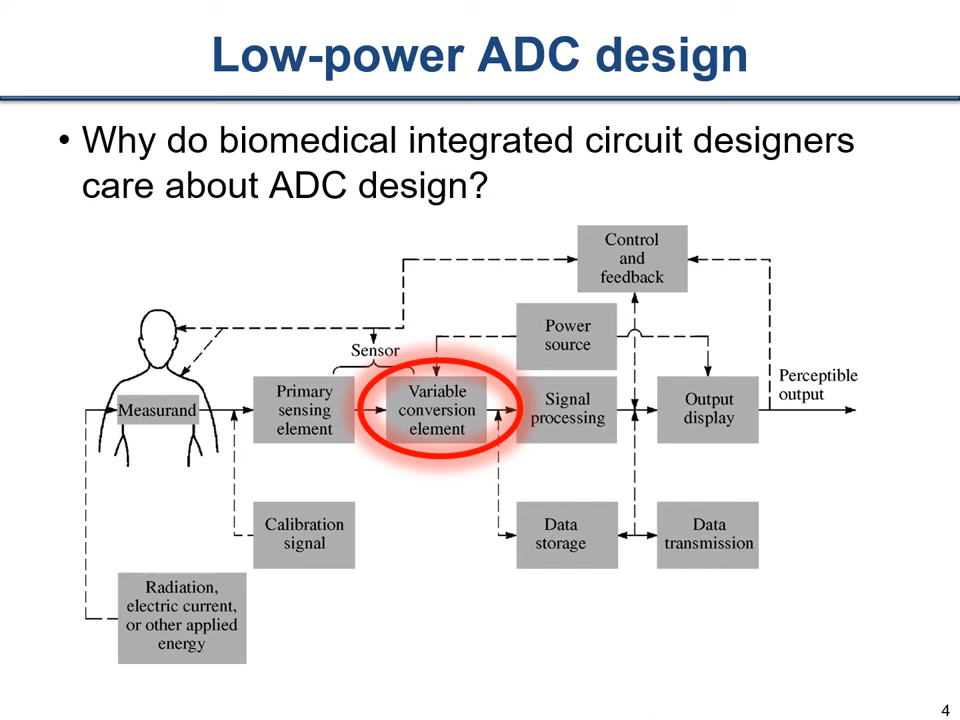 Low-power ADC design
• Why do biomedical integrated circuit designers
care about ADC design?
Control
and
feedback
Power
source
Sensor
Perceptible
output
Measurand
Primary
sensing
element
Variable
conversion
element
Signal
processing
Output
display
Calibration
signal
Data
storage
Data
transmission
Radiation,
electric current,
or other applied
energy
4